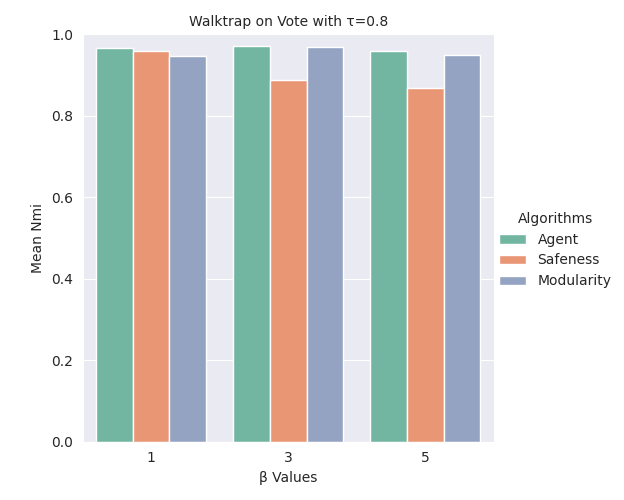 Walktrap on Vote with τ=0.8
1.0
0.8
0.6
0.4
0.2
0.0
Mean Nmi
1
3
5
β Values
Algorithms
Agent
Safeness
Modularity